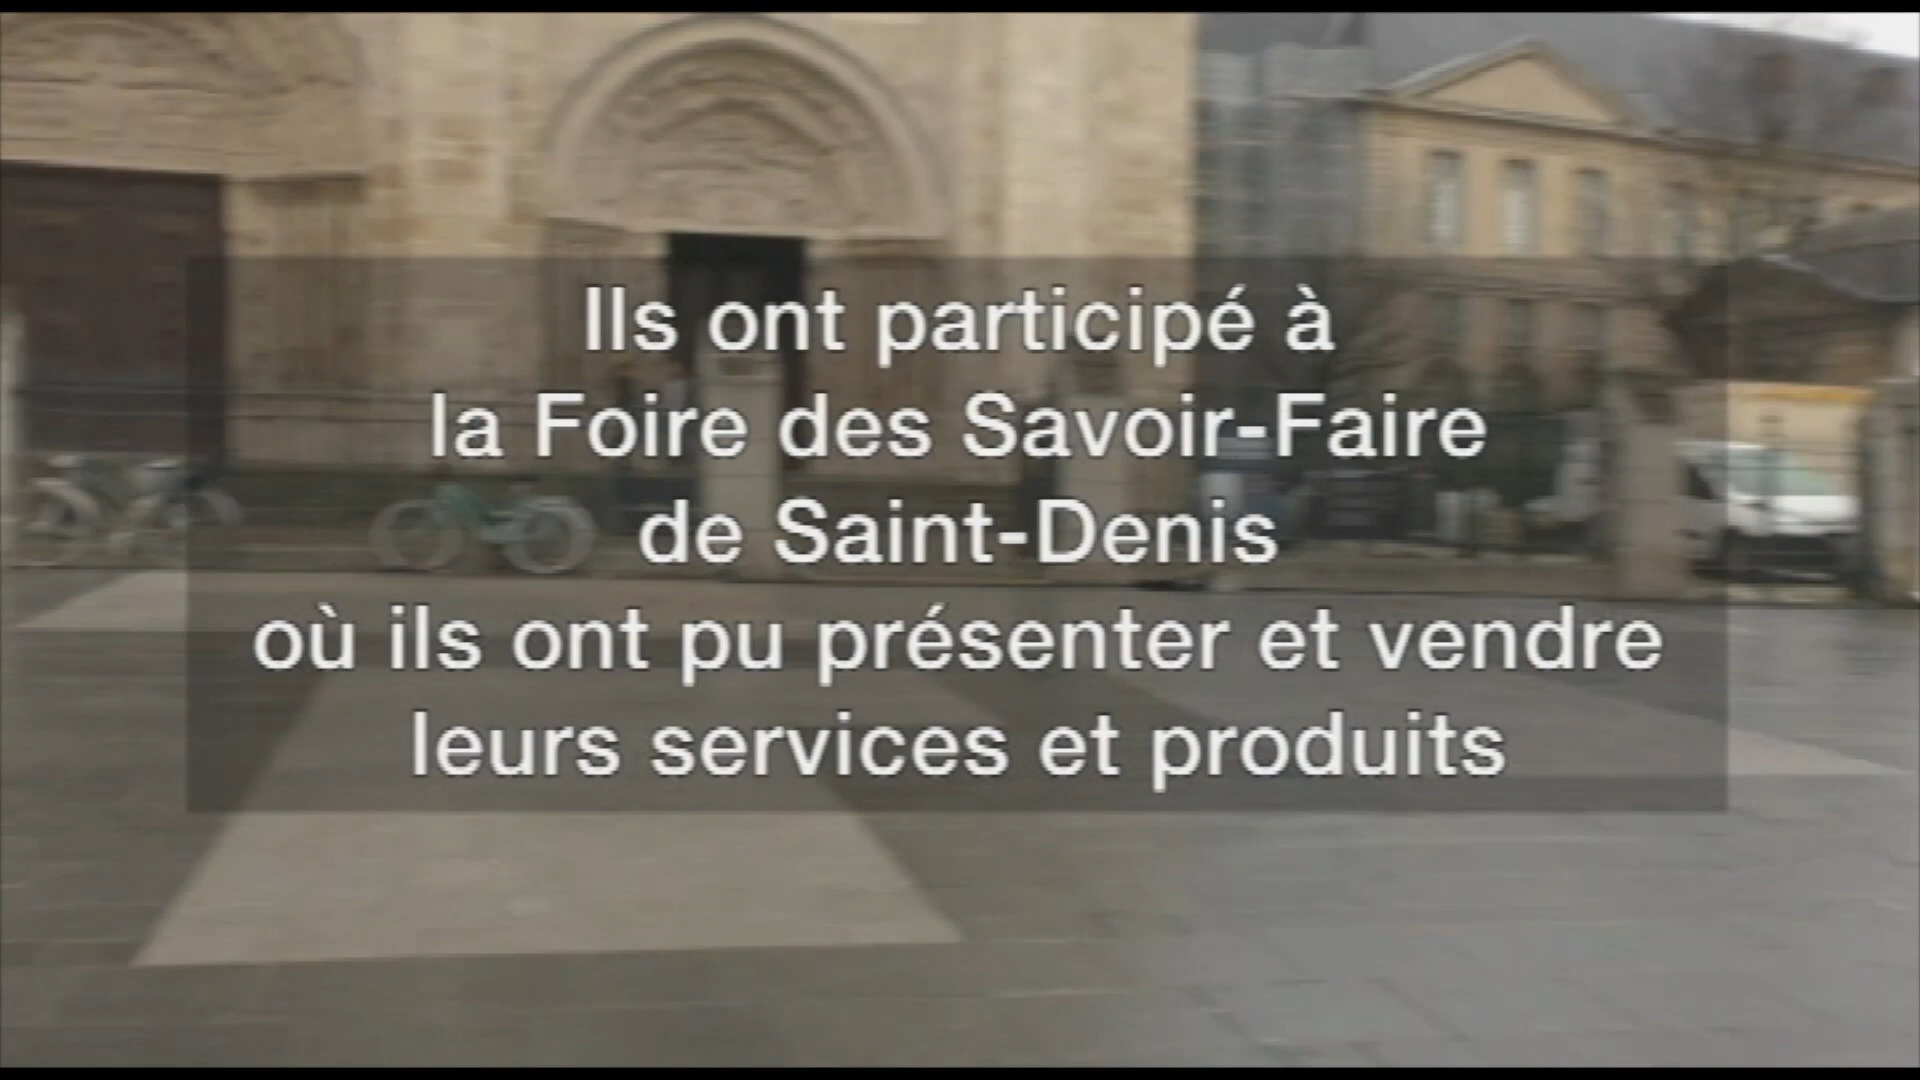 Ils ont participé à
la Foire des Savoir-Faire
de Saint-Denis
où ils ont pu présenter et vendre
leurs services et produits